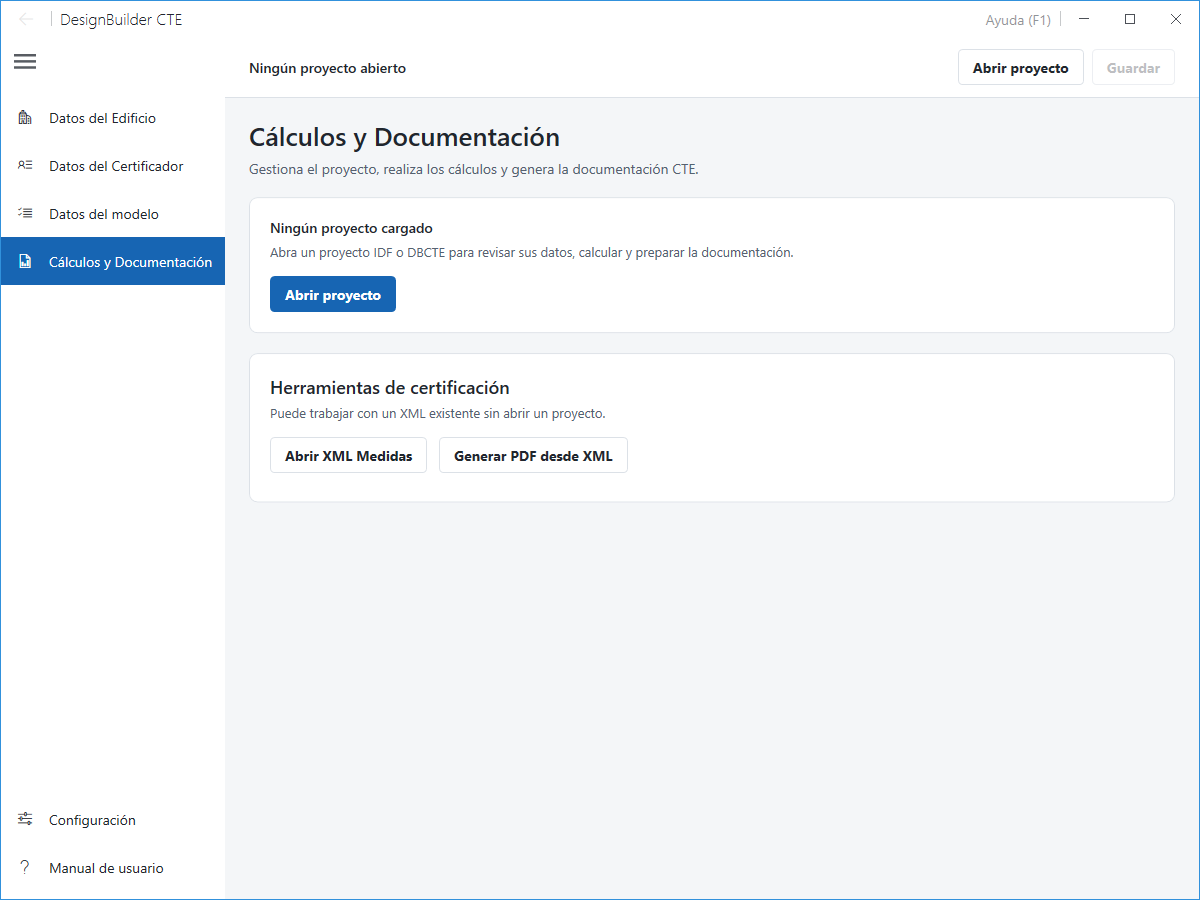 DesignBuilder CTE
Ayuda (F1)
Ningún proyecto abierto
Abrir proyecto
Guardar
Datos del Edificio
Datos del Certificador
Datos del modelo
Cálculos y Documentación
Configuración
Manual de usuario
Cálculos y Documentación
Gestiona el proyecto, realiza los cálculos y genera la documentación CTE.
Ningún proyecto cargado
Abra un proyecto IDF o DBCTE para revisar sus datos, calcular y preparar la documentación.
Abrir proyecto
Herramientas de certificación
Puede trabajar con un XML existente sin abrir un proyecto.
Abrir XML Medidas
Generar PDF desde XML